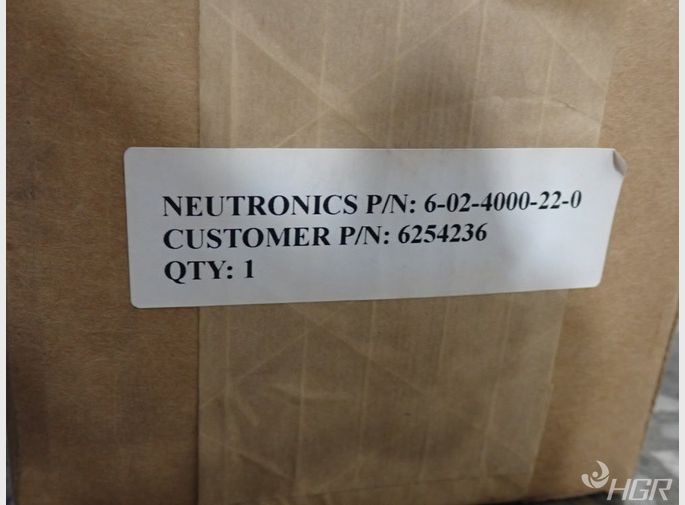 NEUTRONICS P/N: 6-02-4000-22-0
CUSTOMER P/N: 6254236
QTY: 1
HGR